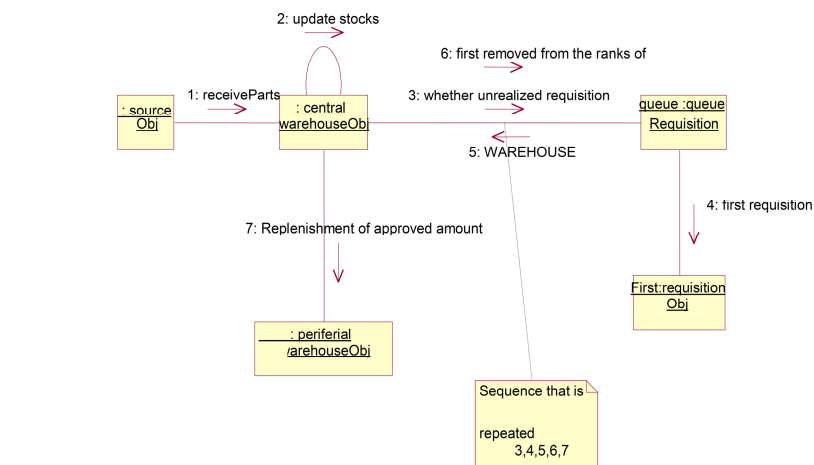 2: update stocks
6: first removed from the ranks of
1: receiveParts
3: whether unrealized requisition
: source
Obj
: central
warehouseObj
queue :queue
Requisition
5: WAREHOUSE
4: first requisition
7: Replenishment of approved amount
First:requisition
Obj
: periferial
arehouseObj
Sequence that is
repeated
3,4,5,6,7